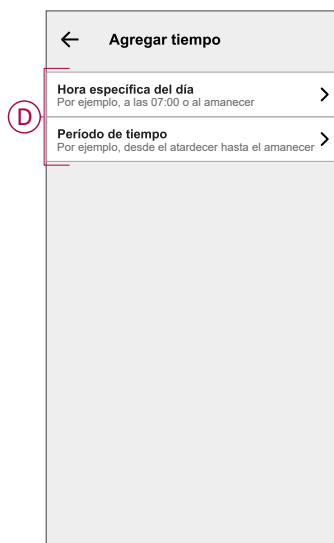 Agregar tiempo
Hora específica del día
Por ejemplo, a las 07:00 o al amanecer
D
Período de tiempo
Por ejemplo, desde el atardecer hasta el amanecer